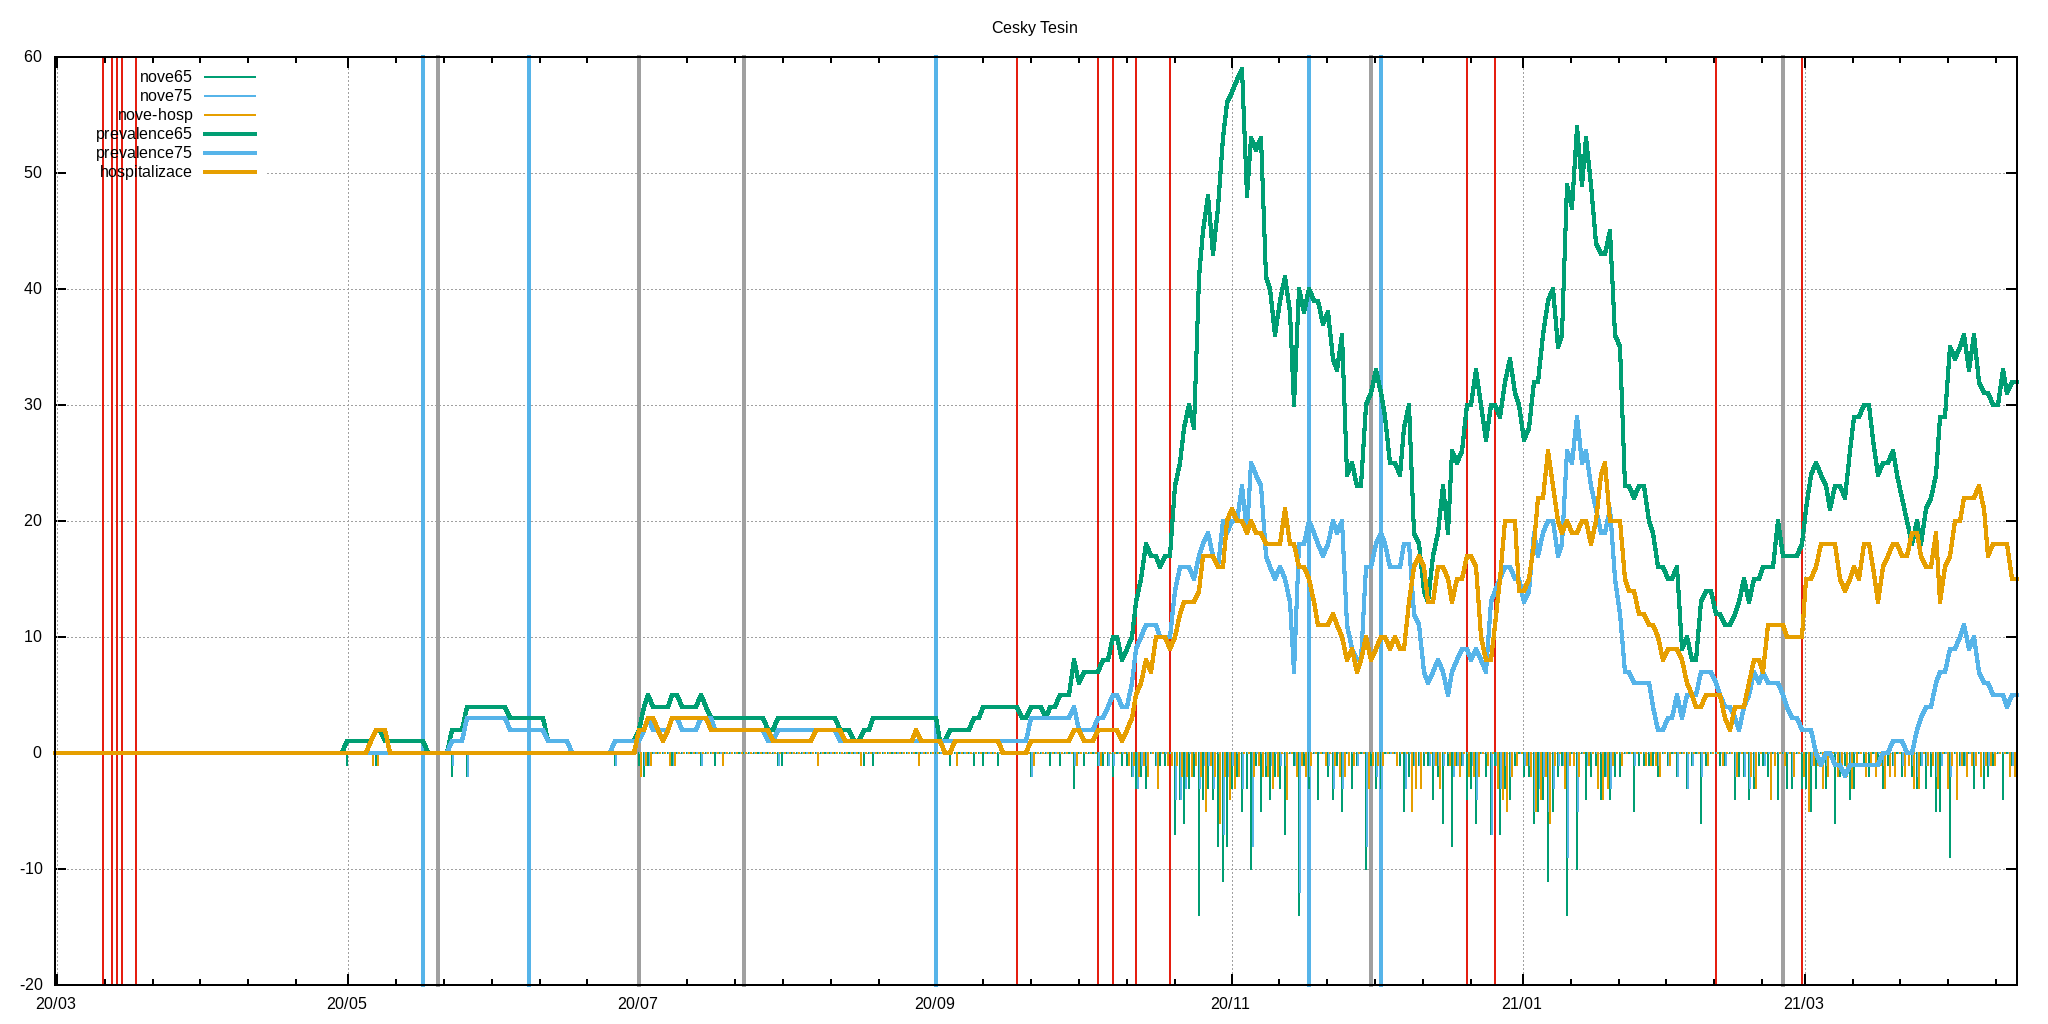 Cesky Tesin
60
50
40
30
20
10
0
-10
-20
nove65
nove75
nove-hosp
prevalence65
prevalence75
hospitalizace
20/03 20/05 20/07 20/09 20/11 21/01 21/03